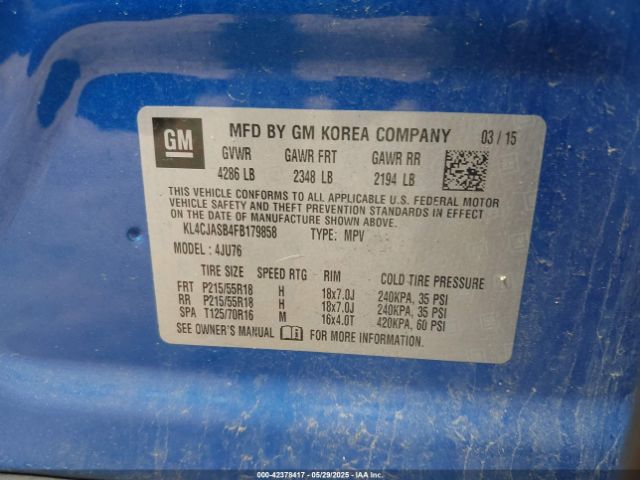 GM MFD BY GM KOREA COMPANY 03 / 15
GVWR GAWR FRT GAWR RR
4286 LB 2348 LB 2194 LB
THIS VEHICLE CONFORMS TO ALL APPLICABLE U.S. FEDERAL MOTOR
VEHICLE SAFETY AND THEFT PREVENTION STANDARDS IN EFFECT
ON THE DATE OF MANUFACTURE SHOWN ABOVE.
KL4CJASB4FB179858 TYPE: MPV
MODEL : 4JU76
TIRE SIZE SPEED RTG RIM COLD TIRE PRESSURE
FRT P215/55R18 H 18x7.0J 240KPA, 35 PSI
RR P215/55R18 H 18x7.0J 240KPA, 35 PSI
SPA T125/70R16 M 16x4.0T 420KPA, 60 PSI
SEE OWNER'S MANUAL FOR MORE INFORMATION.
000-42378417 - 05/29/2025 - IAA Inc.